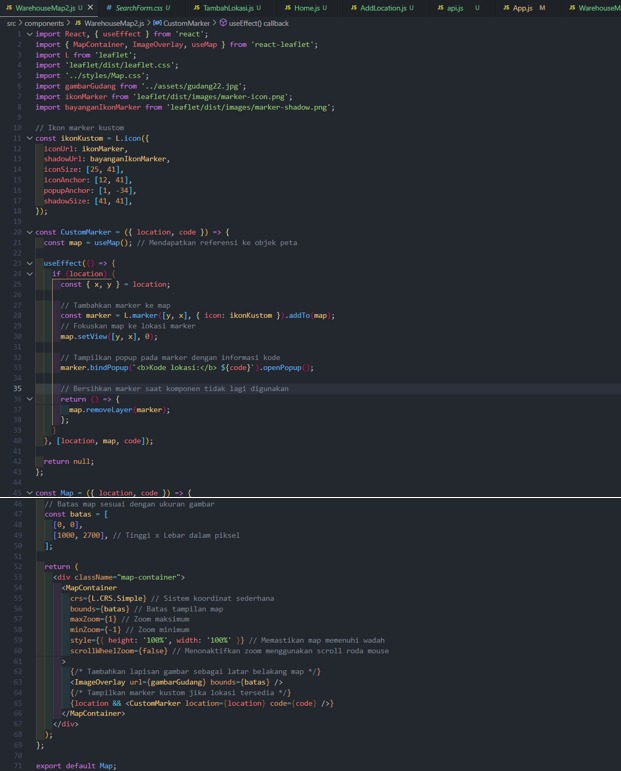 WarehouseMap2.js U SearchForm.css U TambahLokasi.js U Home.js U AddLocation.js U api.js U App.js M WarehouseM
src > components > WarehouseMap2.js > CustomMarker > useEffect() callback
1 import React, { useEffect } from 'react';
2 import { MapContainer, ImageOverlay, useMap } from 'react-leaflet';
3 import L from 'leaflet';
4 import 'leaflet/dist/leaflet.css';
5 import '../styles/Map.css';
6 import gambarGudang from '../assets/gudang22.jpg';
7 import ikonMarker from 'leaflet/dist/images/marker-icon.png';
8 import bayanganIkonMarker from 'leaflet/dist/images/marker-shadow.png';
9
10 // Ikon marker kustom
11 const ikonKustom = L.icon({
12 iconUrl: ikonMarker,
13 shadowUrl: bayanganIkonMarker,
14 iconSize: [25, 41],
15 iconAnchor: [12, 41],
16 popupAnchor: [1, -34],
17 shadowSize: [41, 41],
18 });
19
20 const CustomMarker = ({ location, code }) => {
21 const map = useMap(); // Mendapatkan referensi ke objek peta
22
23 useEffect(() => {
24 if (location) {
25 const { x, y } = location;
26
27 // Tambahkan marker ke map
28 const marker = L.marker([y, x], { icon: ikonKustom }).addTo(map);
29 // Fokuskan map ke lokasi marker
30 map.setView([y, x], 0);
31
32 // Tampilkan popup pada marker dengan informasi kode
33 marker.bindPopup(`<b>Kode lokasi:</b> ${code}`).openPopup();
34
35 // Bersihkan marker saat komponen tidak lagi digunakan
36 return () => {
37 map.removeLayer(marker);
38 };
39 }
40 }, [location, map, code]);
41
42 return null;
43 };
44
45 const Map = ({ location, code }) => {
46 // Batas map sesuai dengan ukuran gambar
47 const batas = [
48 [0, 0],
49 [1000, 2700], // Tinggi x Lebar dalam piksel
50 ];
51
52 return (
53 <div className="map-container">
54 <MapContainer
55 crs={L.CRS.Simple} // Sistem koordinat sederhana
56 bounds={batas} // Batas tampilan map
57 maxZoom={1} // Zoom maksimum
58 minZoom={-1} // Zoom minimum
59 style={{ height: '100%', width: '100%' }} // Memastikan map memenuhi wadah
60 scrollWheelZoom={false} // Menonaktifkan zoom menggunakan scroll roda mouse
61 >
62 {/* Tambahkan lapisan gambar sebagai latar belakang map */}
63 <ImageOverlay url={gambarGudang} bounds={batas} />
64 {/* Tampilkan marker kustom jika lokasi tersedia */}
65 {location && <CustomMarker location={location} code={code} />}
66 </MapContainer>
67 </div>
68 );
69 };
70
71 export default Map;